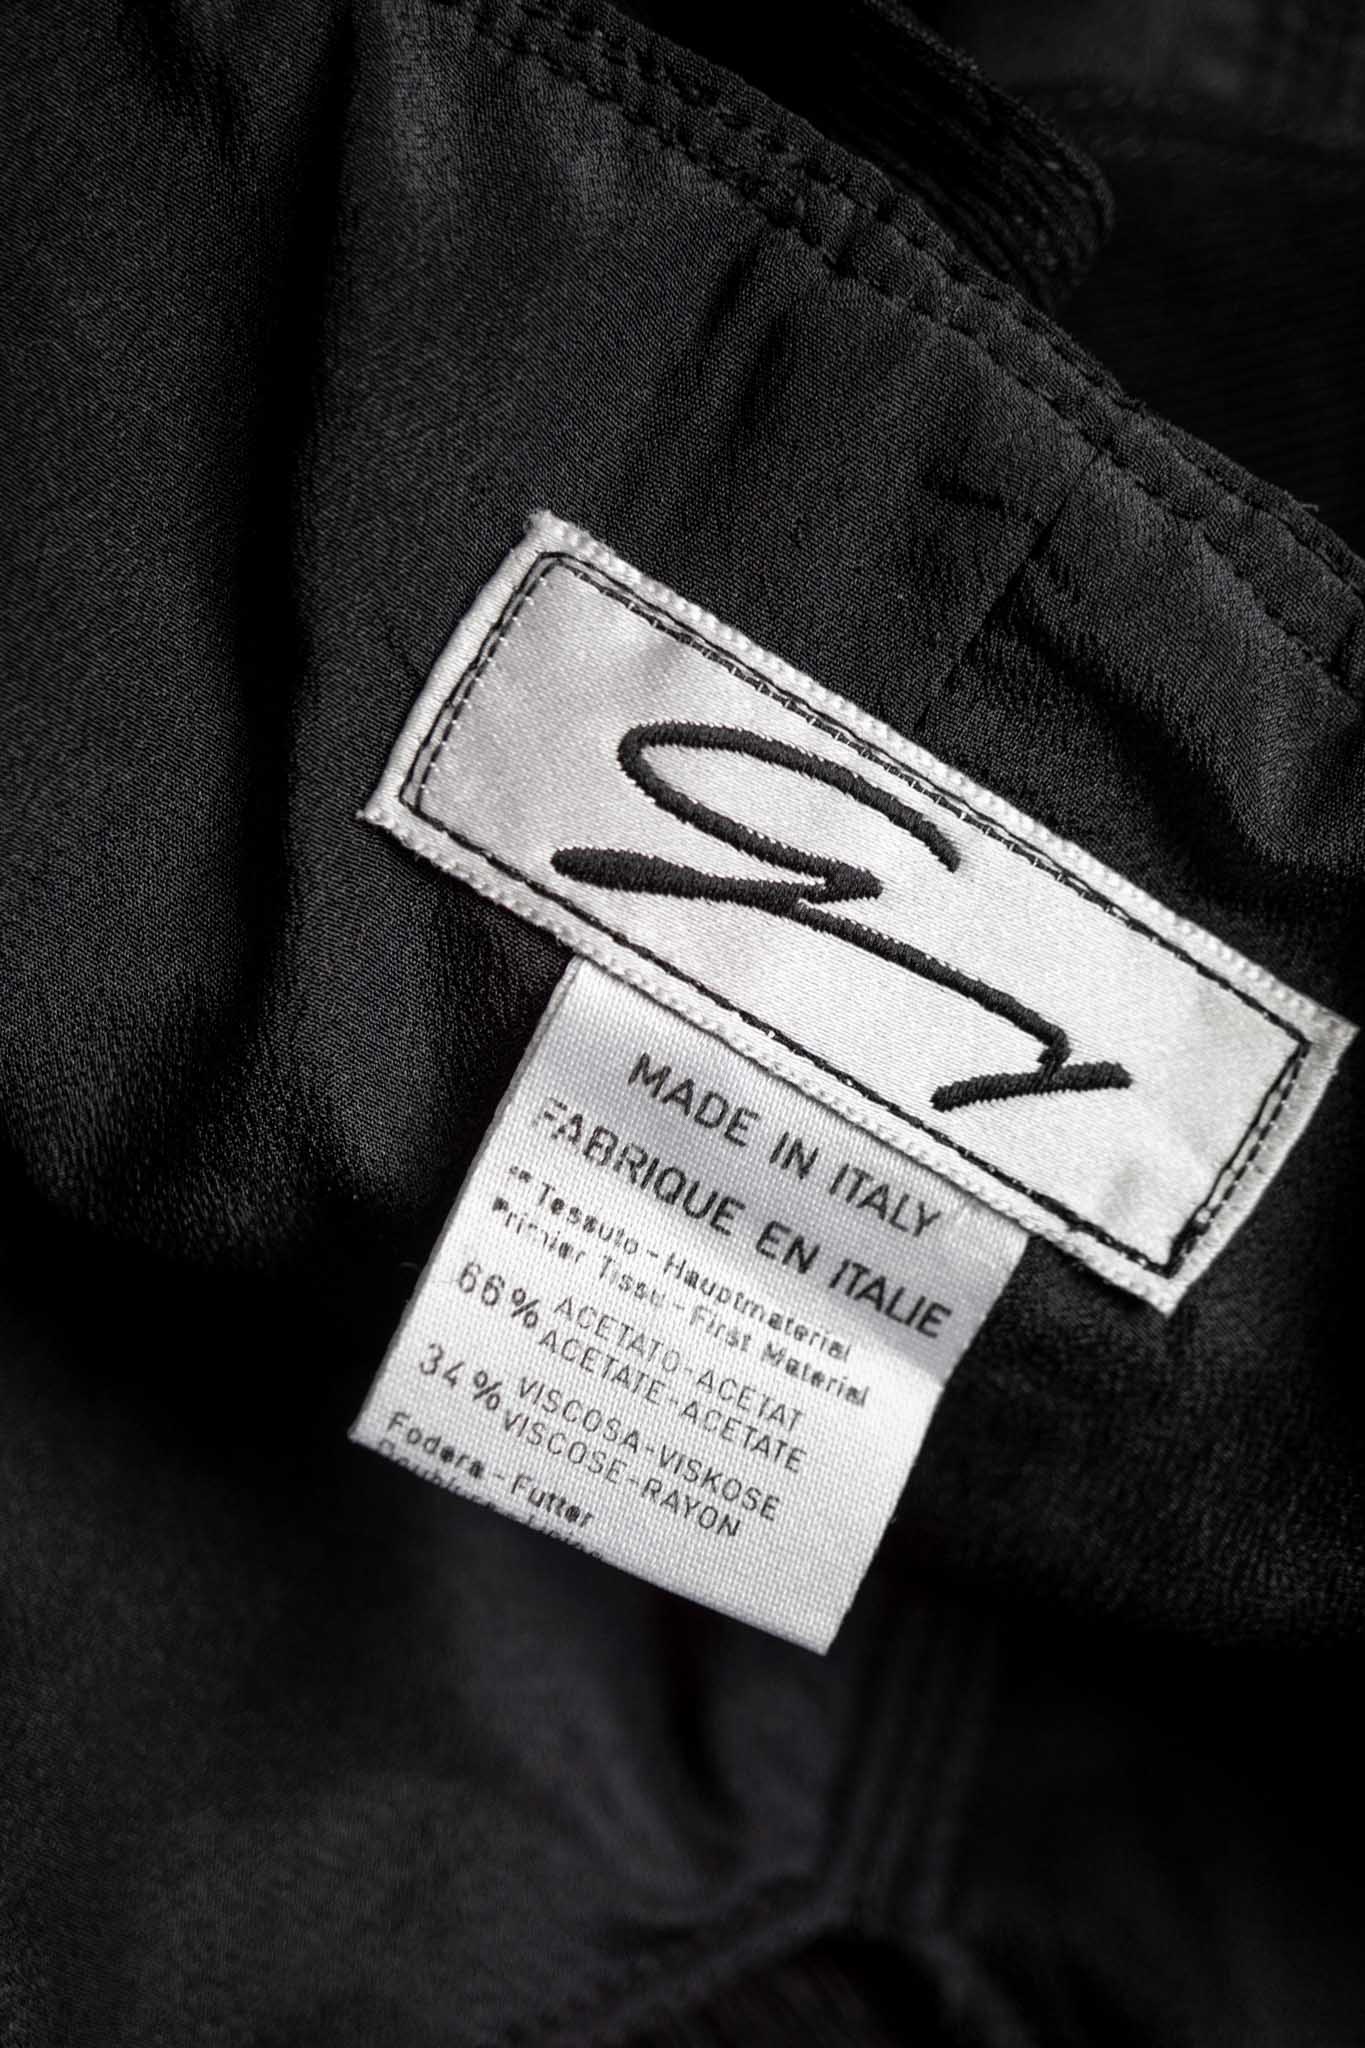 MADE IN ITALY
FABRIQUE EN ITALIE
1° Tessuto - Hauptmaterial
Primier Tissu - First Material
66% ACETATO-ACETAT
ACETATE-ACETATE
34% VISCOSA-VISKOSE
VISCOSE-RAYON
Fodera - Futter